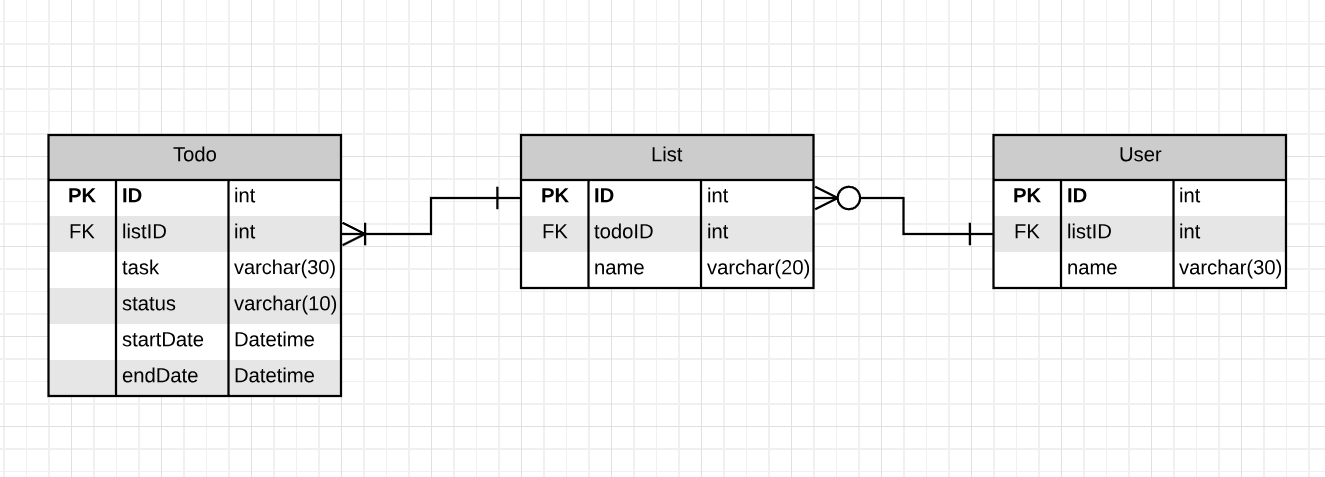 Todo
PK ID int
FK listID int
task varchar(30)
status varchar(10)
startDate Datetime
endDate Datetime
List
PK ID int
FK todoID int
name varchar(20)
User
PK ID int
FK listID int
name varchar(30)